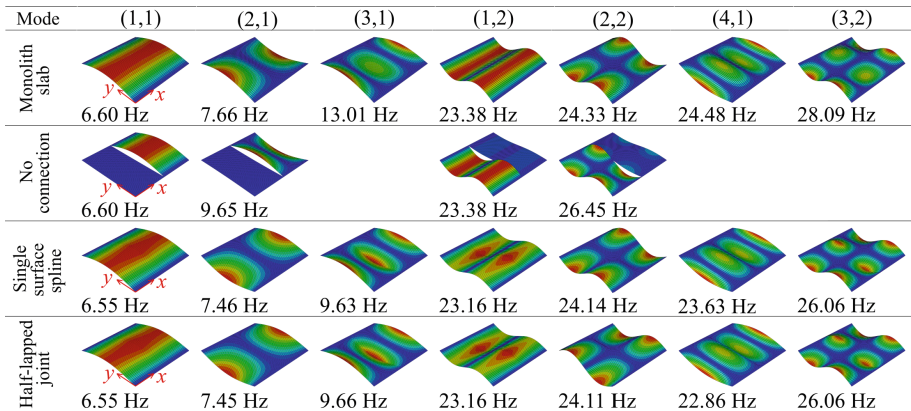 Mode (1,1) (2,1) (3,1) (1,2) (2,2) (4,1) (3,2)
Monolith
slab
y x
6.60 Hz 7.66 Hz 13.01 Hz 23.38 Hz 24.33 Hz 24.48 Hz 28.09 Hz
No
connection
y x
6.60 Hz 9.65 Hz 23.38 Hz 26.45 Hz
Single
surface
spline
y x
6.55 Hz 7.46 Hz 9.63 Hz 23.16 Hz 24.14 Hz 23.63 Hz 26.06 Hz
Half-lapped
joint
y x
6.55 Hz 7.45 Hz 9.66 Hz 23.16 Hz 24.11 Hz 22.86 Hz 26.06 Hz